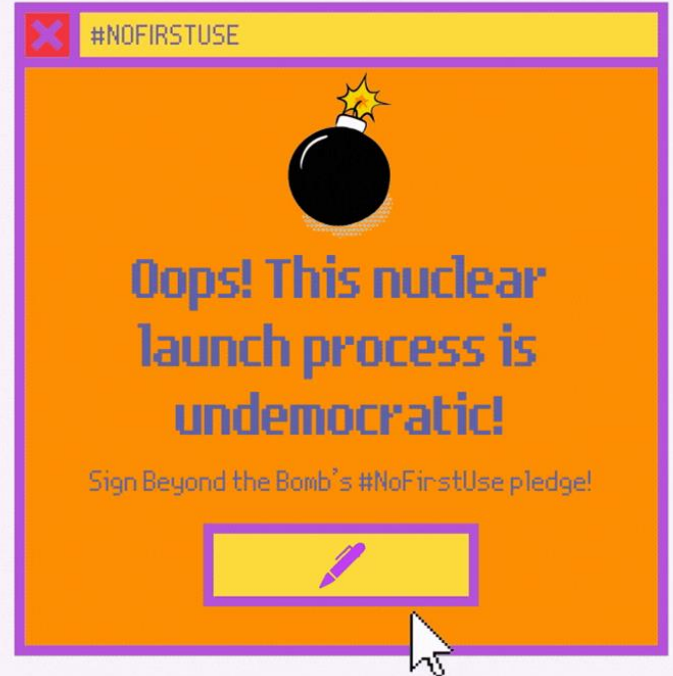 #NOFIRSTUSE
Oops! This nuclear
launch process is
undemocratic!
Sign Beyond the Bomb's #NoFirstUse pledge!